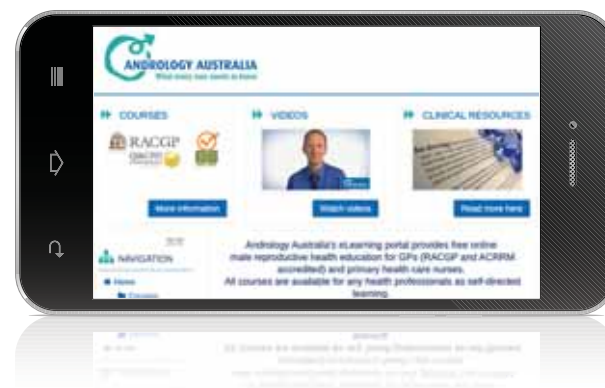 ANDROLOGY AUSTRALIA
What every man needs to know
COURSES
VIDEOS
CLINICAL RESOURCES
RACGP
More information
Watch videos
Read more here
NAVIGATION
Home
Courses
Andrology Australia's eLearning portal provides free online
male reproductive health education for GPs (RACGP and ACRRM
accredited) and primary health care nurses.
All courses are available for any health professionals as self-directed
learning.